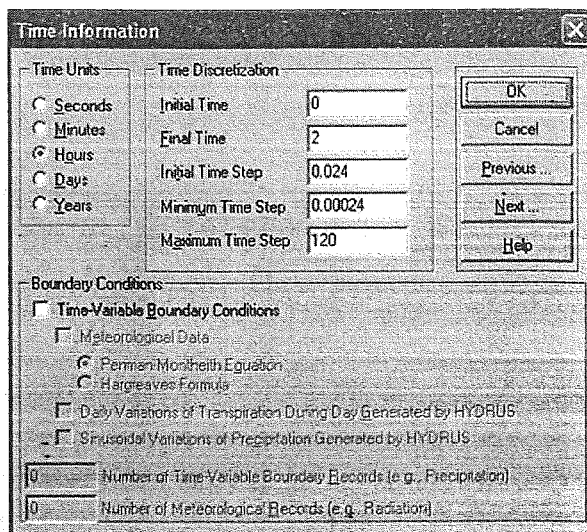 Time Information
Time Units
Seconds
Minutes
Hours
Days
Years
Time Discretization
Initial Time 0
Final Time 2
Initial Time Step 0.024
Minimum Time Step 0.00024
Maximum Time Step 120
OK
Cancel
Previous ...
Next ...
Help
Boundary Conditions
Time-Variable Boundary Conditions
Meteorological Data
Penman-Montheith Equation
Hargreaves Formula
Daily Variations of Transpiration During Day Generated by HYDRUS
Sinusoidal Variations of Precipitation Generated by HYDRUS
0 Number of Time-Variable Boundary Records (e.g., Precipitation)
0 Number of Meteorological Records (e.g., Radiation)